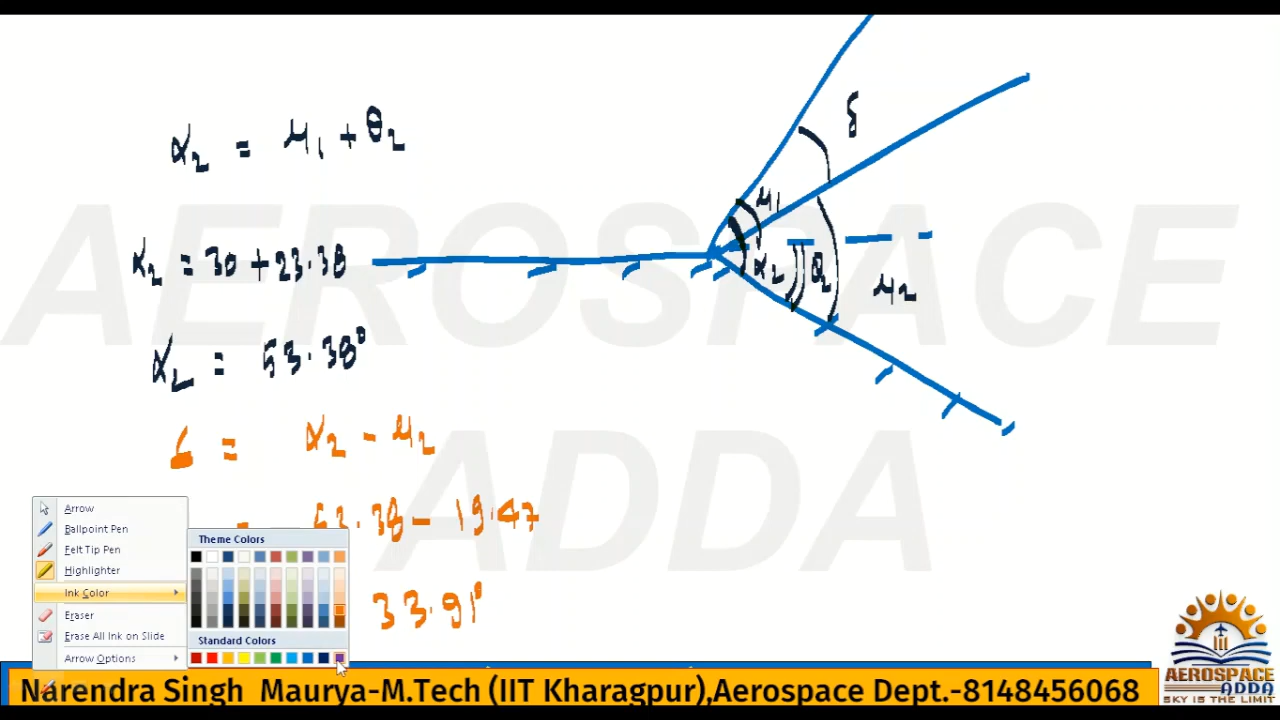 α₂ = μ₁ + θ₂
α₂ = 30 + 23.38
α₂ = 53.38°
δ = α₂ - μ₂
= 53.38 - 19.47
33.91°
δ
μ₁
α₂
θ₂
μ₂
AEROSPACE
ADDA
Arrow
Ballpoint Pen
Felt Tip Pen
Highlighter
Ink Color
Eraser
Erase All Ink on Slide
Arrow Options
Theme Colors
Standard Colors
Narendra Singh Maurya-M.Tech (IIT Kharagpur),Aerospace Dept.-8148456068
AEROSPACE
ADDA
SKY IS THE LIMIT